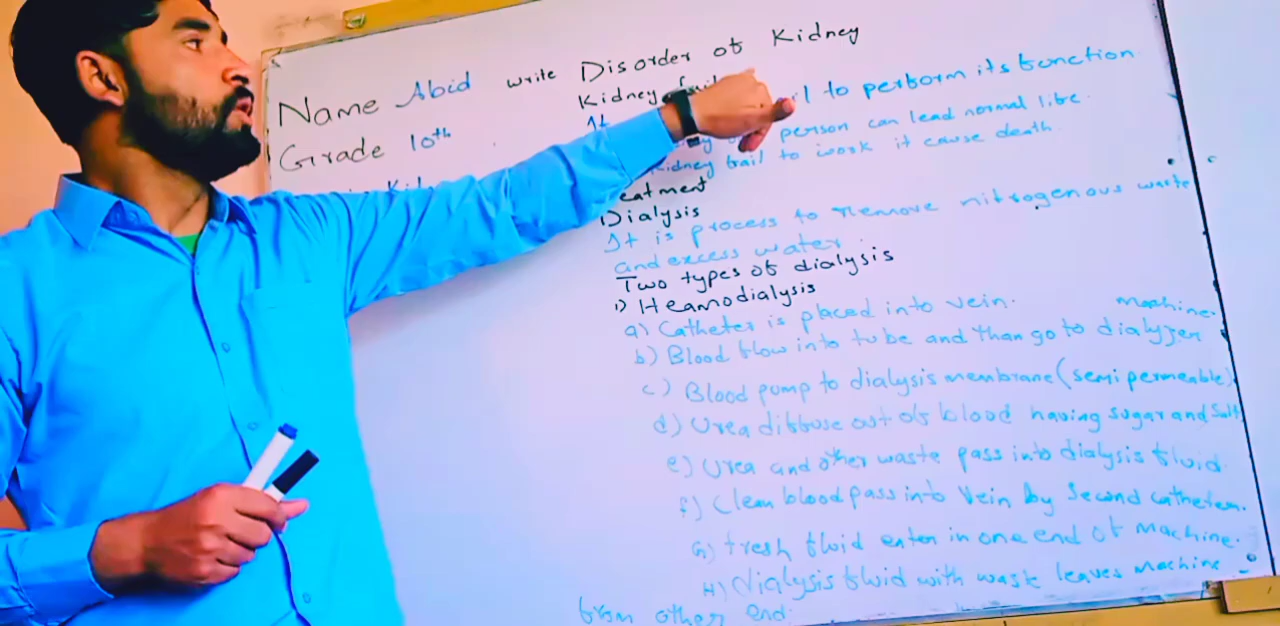 Name Abid write Disorder of Kidney
Grade 10th
Kidney
It to perform its function.
person can lead normal life.
Kidney fail to work it cause death.
Dialysis
It is process to remove nitrogenous waste
and excess water
Two types of dialysis
1) Heamodialysis
a) Catheter is placed into vein.
machine.
b) Blood flow into tube and than go to dialyzer
c) Blood pump to dialysis membrane (semi permeable)
d) Urea diffuse out of blood having sugar and Salt
e) Urea and other waste pass into dialysis fluid.
f) Clean blood pass into vein by Second catheter.
G) fresh fluid enter in one end of machine.
H) Dialysis fluid with waste leaves machine
from other end.